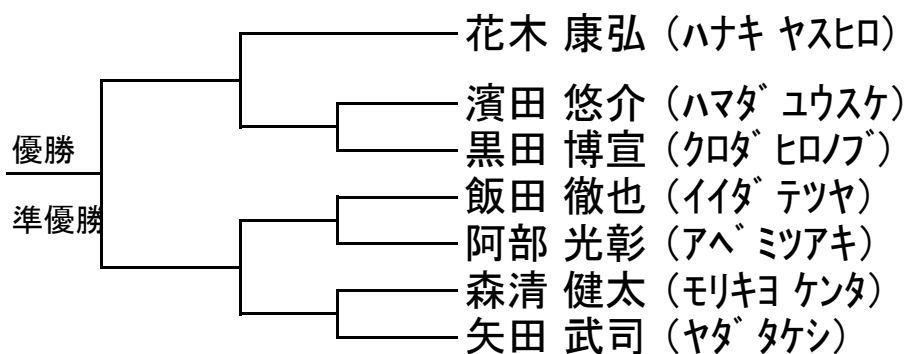 花木 康弘 (ﾊﾅｷ ﾔｽﾋﾛ)
濱田 悠介 (ﾊﾏﾀﾞ ﾕｳｽｹ)
優勝
黒田 博宣 (ｸﾛﾀﾞ ﾋﾛﾉﾌﾞ)
飯田 徹也 (ｲｲﾀﾞ ﾃﾂﾔ)
準優勝
阿部 光彰 (ｱﾍﾞ ﾐﾂｱｷ)
森清 健太 (ﾓﾘｷﾖ ｹﾝﾀ)
矢田 武司 (ﾔﾀﾞ ﾀｹｼ)